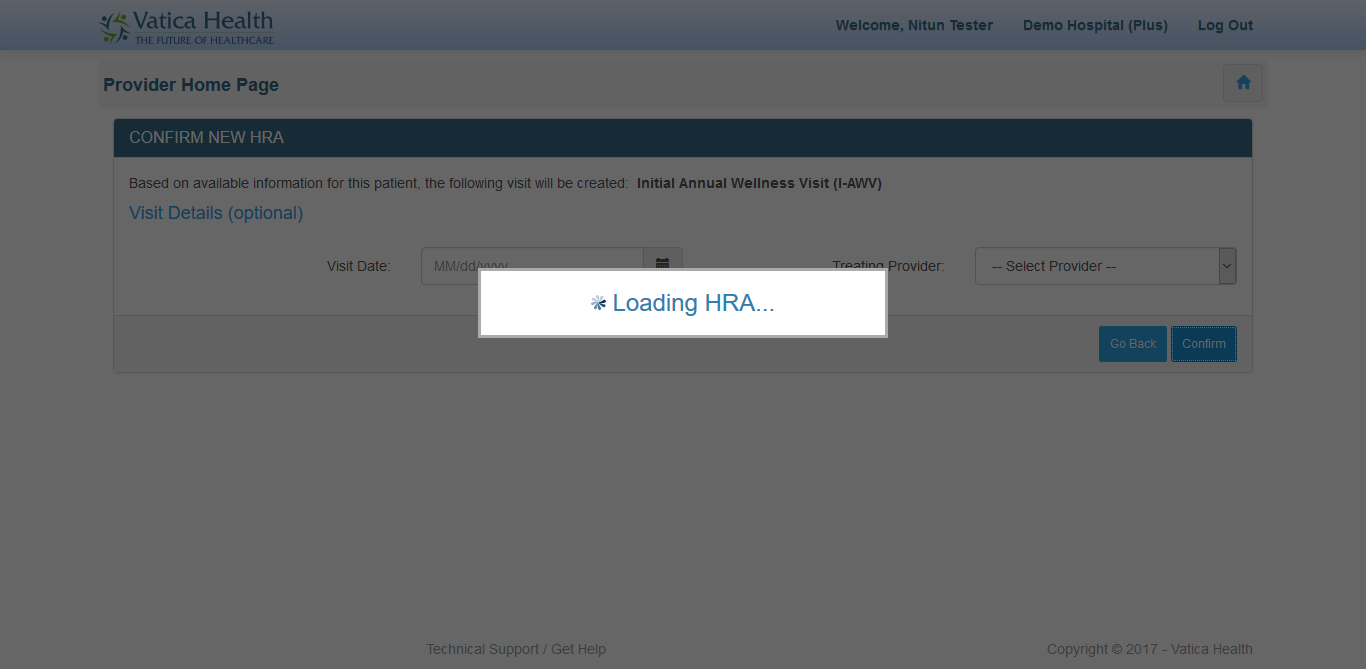 Vatica Health
THE FUTURE OF HEALTHCARE
Welcome, Nitun Tester
Demo Hospital (Plus)
Log Out
Provider Home Page
CONFIRM NEW HRA
Based on available information for this patient, the following visit will be created: Initial Annual Wellness Visit (I-AWV)
Visit Details (optional)
Visit Date:
MM/dd/yyyy
Treating Provider:
-- Select Provider --
Loading HRA...
Go Back
Confirm
Technical Support / Get Help
Copyright © 2017 - Vatica Health